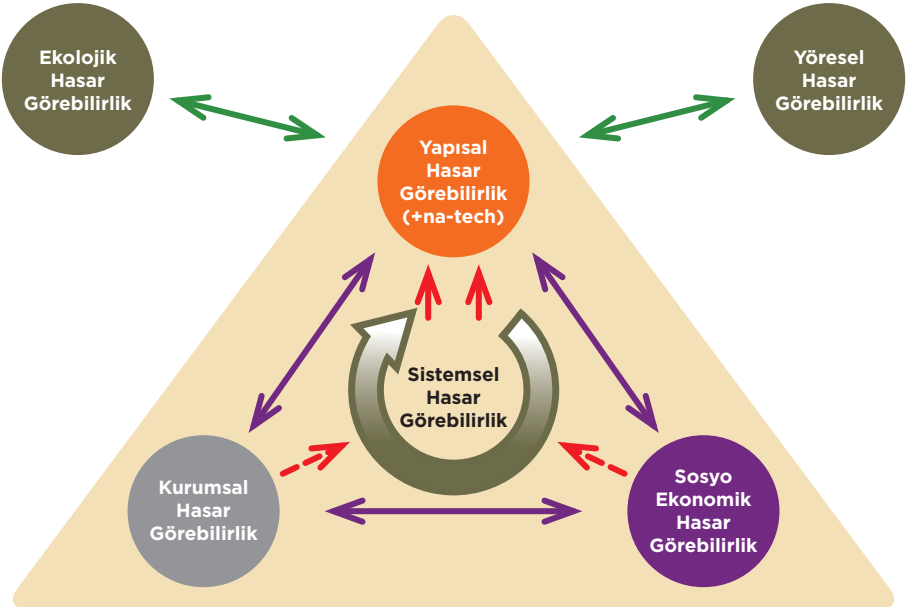 Ekolojik
Hasar
Görebilirlik
Yöresel
Hasar
Görebilirlik
Yapısal
Hasar
Görebilirlik
(+na-tech)
Sistemsel
Hasar
Görebilirlik
Kurumsal
Hasar
Görebilirlik
Sosyo
Ekonomik
Hasar
Görebilirlik